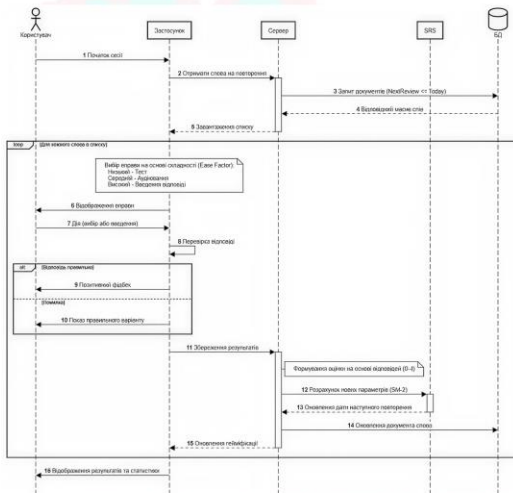 Користувач
Застосунок
Сервер
SRS
БД
1 Початок сесії
2 Отримати слова на повторення
3 Запит документів (NextReview <= Today)
4 Відповідний масив слів
5 Завантаження списку
loop
[Для кожного слова в списку]
Вибір вправи на основі складності (Ease Factor):
Низький - Тест
Середній - Аудіювання
Високий - Введення відповіді
6 Відображення вправи
7 Дія (вибір або введення)
8 Перевірка відповіді
alt
[Відповідь правильна]
9 Позитивний фідбек
[Помилка]
10 Показ правильного варіанту
11 Збереження результатів
Формування оцінки на основі відповідей
12 Розрахунок нових параметрів (SM-2)
13 Оновлення дати наступного повторення
14 Оновлення документа слова
15 Оновлення гейміфікації
16 Відображення результатів та статистики